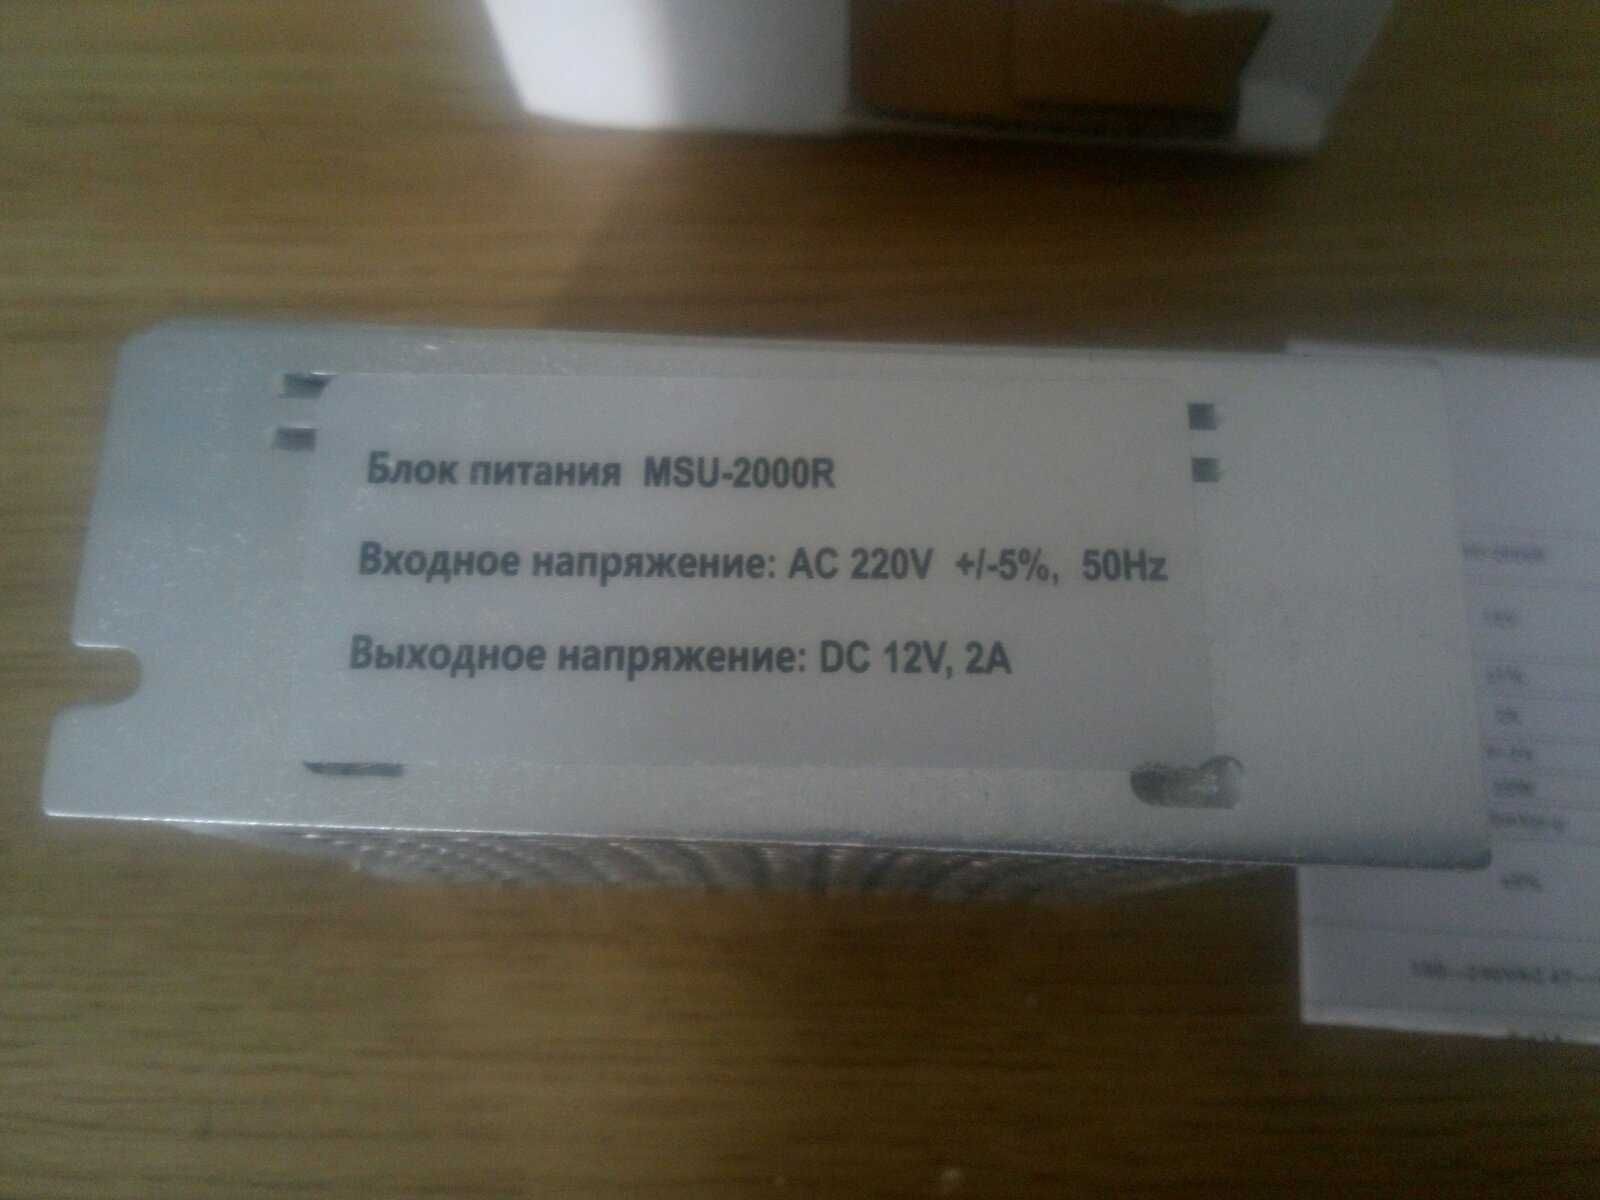 Блок питания MSU-2000R
Входное напряжение: AC 220V +/-5%, 50Hz
Выходное напряжение: DC 12V, 2A